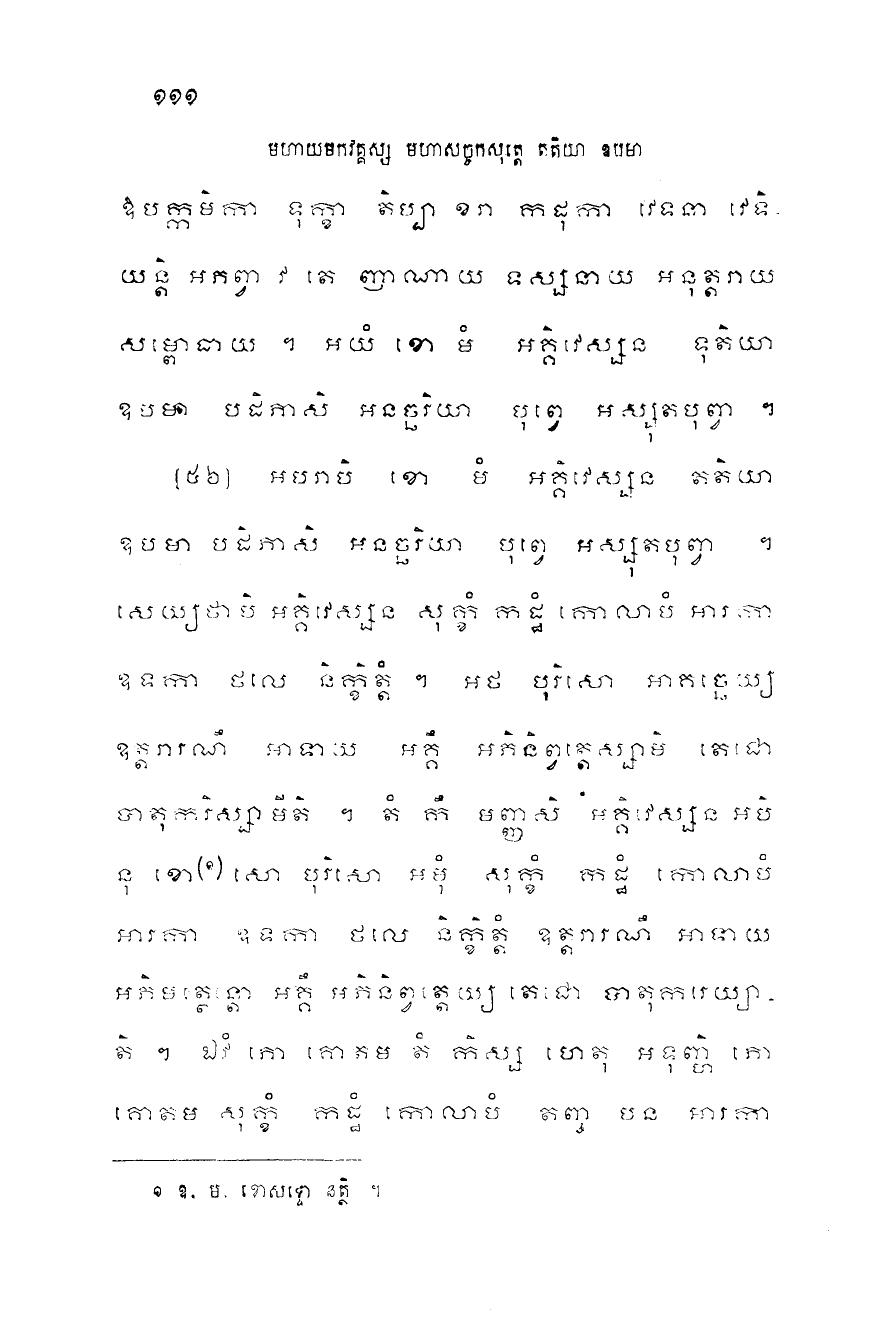 ១១១
មហាយមកវគ្គស្ស មហាសច្ចកសុត្តេ តតិយា ឧបមា
ឱបក្កមិកា ទុក្ខា តិប្បា ខរា កដុកា វេទនា វេទិ-
យន្តិ អភព្វា វ តេ ញាណាយ ទស្សនាយ អនុត្តរាយ
សម្ពោធាយ ។ អយំ ខោ មំ អគ្គិវេស្សន ទុតិយា
ឧបមា បដិភាសិ អនច្ឆរិយា បុព្វេ អស្សុតបុព្វា ។
[៥៦] អបរាបិ ខោ មំ អគ្គិវេស្សន តតិយា
ឧបមា បដិភាសិ អនច្ឆរិយា បុព្វេ អស្សុតបុព្វា ។
សេយ្យថាបិ អគ្គិវេស្សន សុក្ខំ កដ្ឋំ កោលាបំ អារកា
ឧទកា ថលេ និក្ខិត្តំ ។ អថ បុរិសោ អាគច្ឆេយ្យ
ឧត្តរារណឹ អាទាយ អគ្គឹ អភិនិព្វត្តេស្សាមិ តេជោ
ធាតុករិស្សាមីតិ ។ តំ កឹ មញ្ញសិ អគ្គិវេស្សន អបិ
នុ ខោ(១) សោ បុរិសោ អមុំ សុក្ខំ កដ្ឋំ កោលាបំ
អារកា ឧទកា ថលេ និក្ខិត្តំ ឧត្តរារណឹ អាទាយ
អភិមត្ថេន្តោ អគ្គឹ អភិនិព្វត្តេយ្យ តេជោ ធាតុករេយ្យា-
តិ ។ ឯវំ ភោ គោតម តំ កិស្ស ហេតុ អទុញ្ហិ ភោ
គោតម សុក្ខំ កដ្ឋំ កោលាបំ តញ្ច បន អារកា
១ ឧ. ម. ខោសទ្ទោ នត្ថិ ។